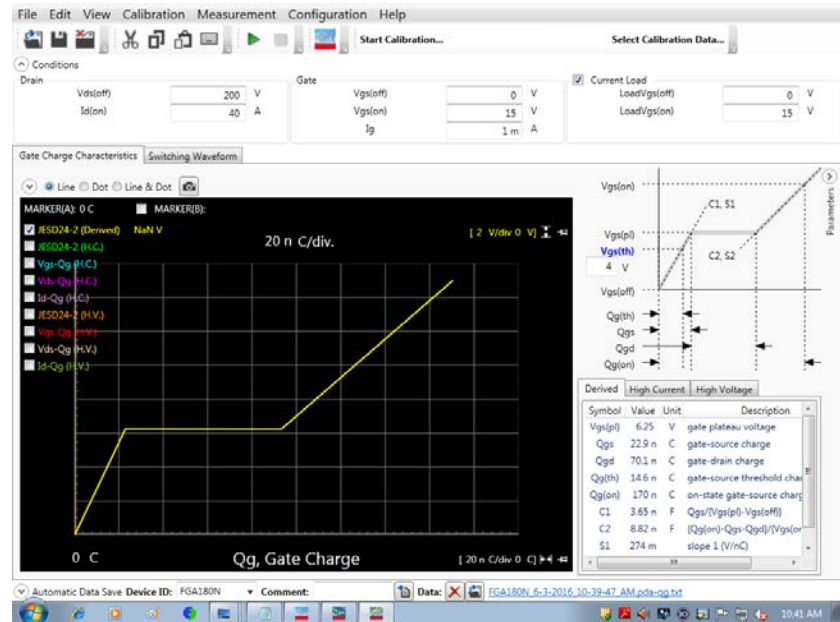 File Edit View Calibration Measurement Configuration Help
Start Calibration... Select Calibration Data...
Conditions
Drain Gate Current Load
Vds(off) 200 V Vgs(off) 0 V LoadVgs(off) 0 V
Id(on) 40 A Vgs(on) 15 V LoadVgs(on) 15 V
Ig 1 m A
Gate Charge Characteristics Switching Waveform
Line Dot Line & Dot
MARKER(A): 0 C MARKER(B):
JESD24-2 (Derived) NaN V 20 n C/div. [ 2 V/div 0 V]
JESD24-2 (H.C.)
Vgs-Qg (H.C.)
Vds-Qg (H.C.)
Id-Qg (H.C.)
JESD24-2 (H.V.)
Vgs-Qg (H.V.)
Vds-Qg (H.V.)
Id-Qg (H.V.)
0 C Qg, Gate Charge [ 20 n C/div 0 C]
Parameters
Vgs(on)
C1, S1
Vgs(pl)
Vgs(th)
C2, S2
4 V
Vgs(off)
Qg(th)
Qgs
Qgd
Qg(on)
Derived High Current High Voltage
Symbol Value Unit Description
Vgs(pl) 6.25 V gate plateau voltage
Qgs 22.9 n C gate-source charge
Qgd 70.1 n C gate-drain charge
Qg(th) 14.6 n C gate-source threshold char
Qg(on) 170 n C on-state gate-source charg
C1 3.65 n F Qgs/{Vgs(pl)-Vgs(off)}
C2 8.82 n F {Qg(on)-Qgs-Qgd}/{Vgs(or
S1 274 m slope 1 (V/nC)
Automatic Data Save Device ID: FGA180N Comment: Data: FGA180N_6-3-2016_10-39-47_AM.pda-qg.txt
10:41 AM